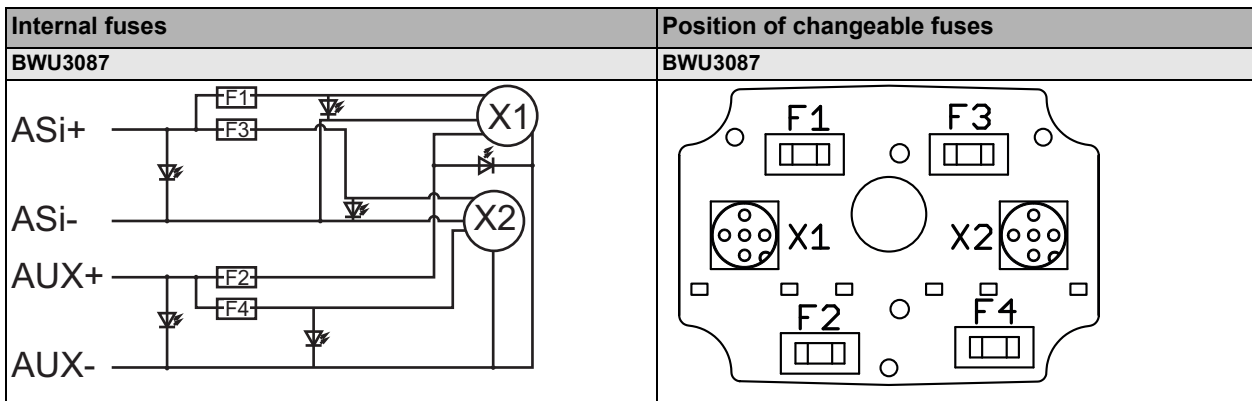 Internal fuses
Position of changeable fuses
BWU3087
BWU3087
F1
X1
ASi+
F3
ASi-
X2
AUX+
F2
F4
AUX-
F1
F3
X1
X2
F2
F4